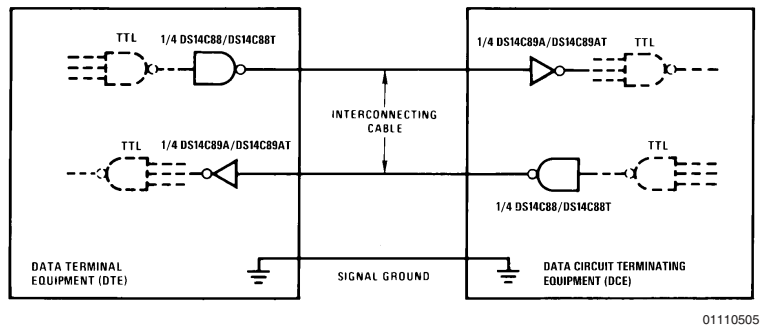 TTL
1/4 DS14C88/DS14C88T
1/4 DS14C89A/DS14C89AT
TTL
INTERCONNECTING
CABLE
TTL
1/4 DS14C89A/DS14C89AT
TTL
1/4 DS14C88/DS14C88T
DATA TERMINAL
EQUIPMENT (DTE)
SIGNAL GROUND
DATA CIRCUIT TERMINATING
EQUIPMENT (DCE)
01110505